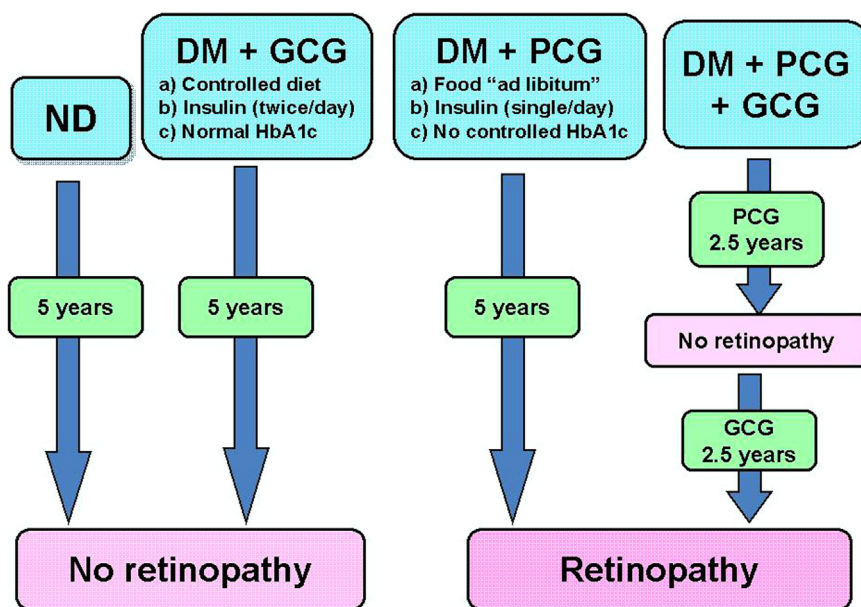 ND
DM + GCG
a) Controlled diet
b) Insulin (twice/day)
c) Normal HbA1c
DM + PCG
a) Food “ad libitum”
b) Insulin (single/day)
c) No controlled HbA1c
DM + PCG
+ GCG
5 years
5 years
5 years
PCG
2.5 years
No retinopathy
GCG
2.5 years
No retinopathy
Retinopathy